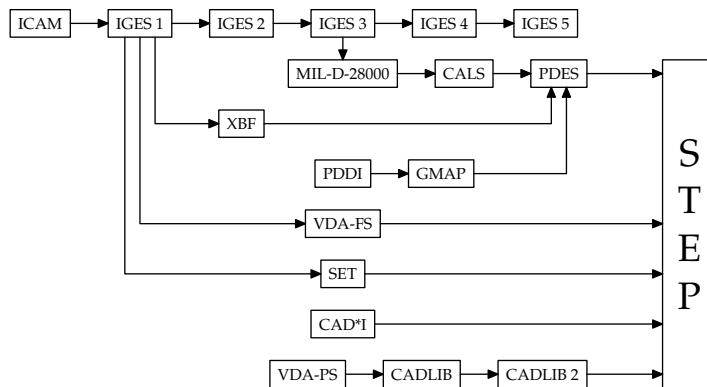 ICAM
IGES 1
IGES 2
IGES 3
IGES 4
IGES 5
MIL-D-28000
CALS
PDES
XBF
PDDI
GMAP
VDA-FS
SET
CAD*I
VDA-PS
CADLIB
CADLIB 2
STEP